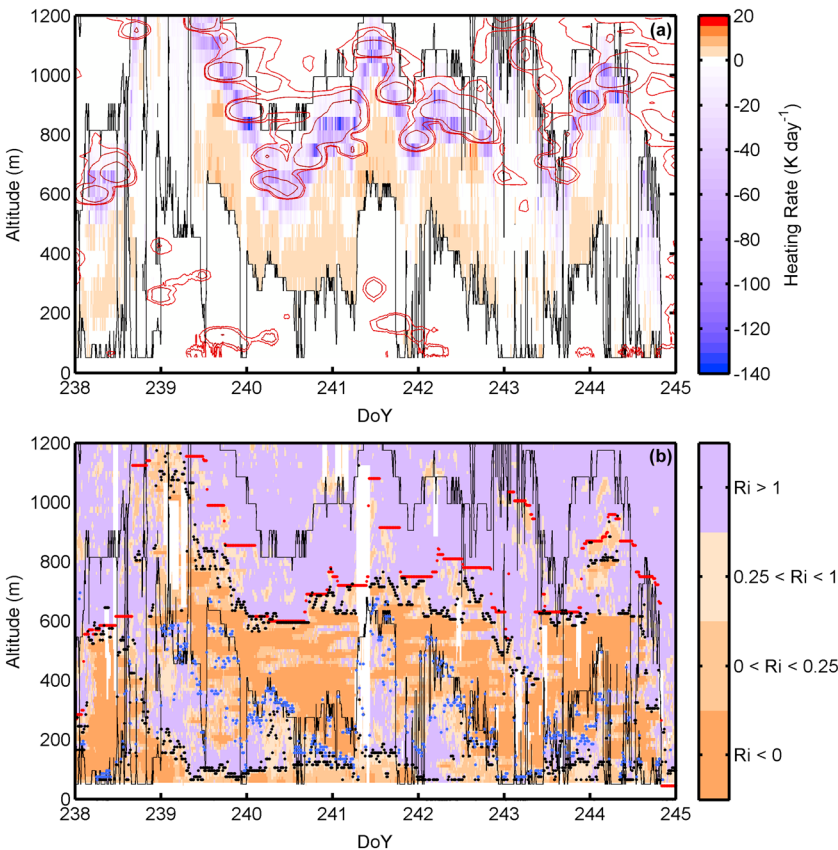 (a)
1200
1000
800
600
400
200
0
Altitude (m)
238 239 240 241 242 243 244 245
DoY
20
0
-20
-40
-60
-80
-100
-120
-140
Heating Rate (K day⁻¹)
(b)
1200
1000
800
600
400
200
0
Altitude (m)
238 239 240 241 242 243 244 245
DoY
Ri > 1
0.25 < Ri < 1
0 < Ri < 0.25
Ri < 0